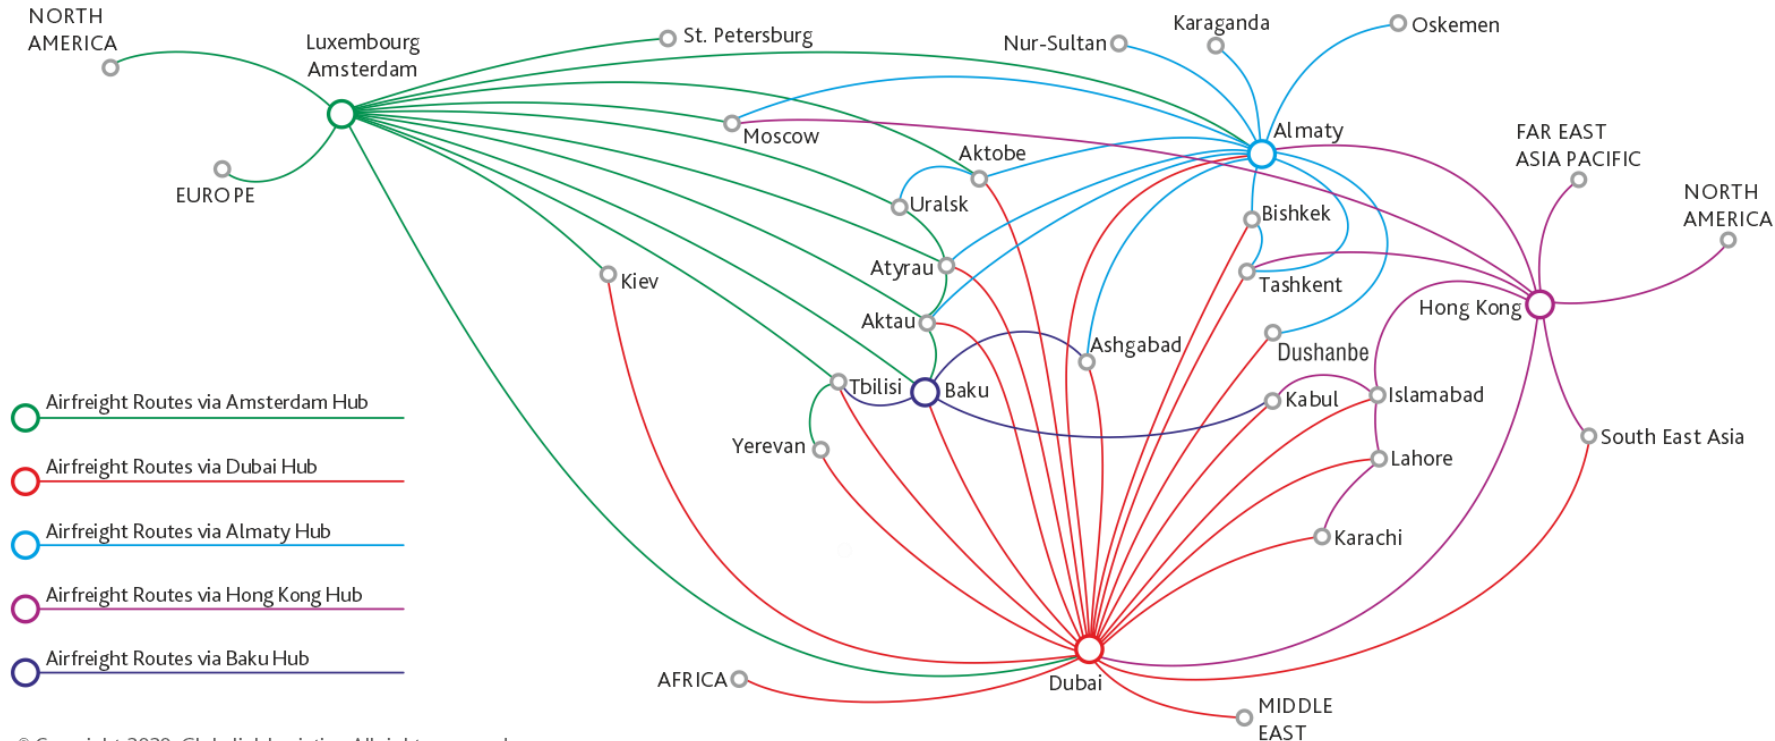 NORTH
AMERICA
Luxembourg
Amsterdam
St. Petersburg
Nur-Sultan
Karaganda
Oskemen
Moscow
Almaty
FAR EAST
ASIA PACIFIC
Aktobe
EUROPE
Uralsk
Bishkek
NORTH
AMERICA
Atyrau
Kiev
Tashkent
Hong Kong
Aktau
Ashgabad
Dushanbe
Tbilisi
Baku
Kabul
Islamabad
Airfreight Routes via Amsterdam Hub
Yerevan
South East Asia
Lahore
Airfreight Routes via Dubai Hub
Airfreight Routes via Almaty Hub
Karachi
Airfreight Routes via Hong Kong Hub
Airfreight Routes via Baku Hub
AFRICA
Dubai
MIDDLE
EAST